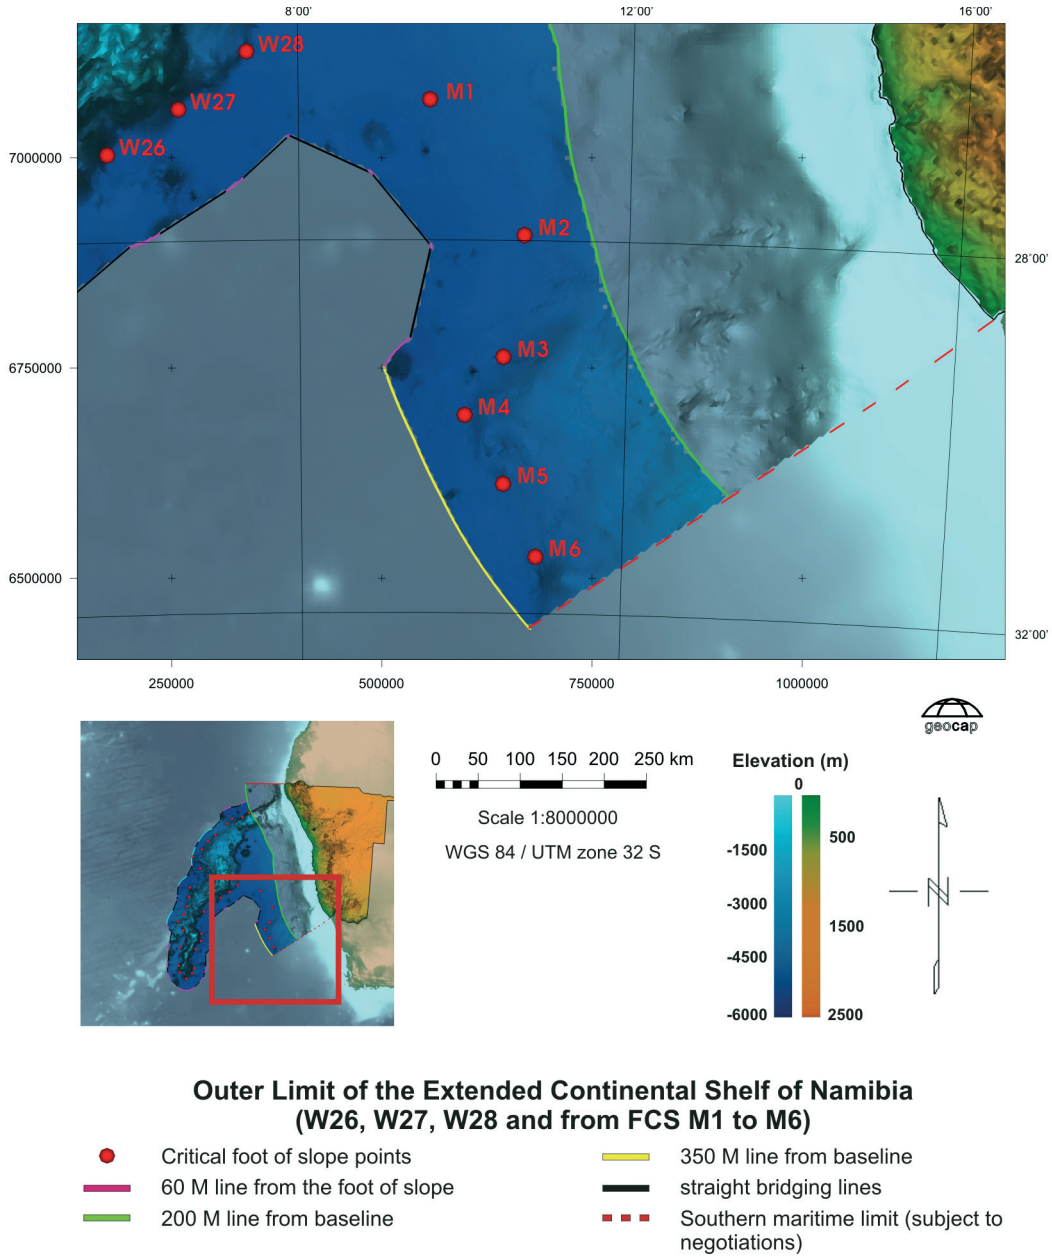 8°00'
12°00'
16°00'
W28
W27
M1
W26
7000000
M2
28°00'
M3
6750000
M4
M5
M6
6500000
32°00'
250000
500000
750000
1000000
geocap
0 50 100 150 200 250 km
Scale 1:8000000
WGS 84 / UTM zone 32 S
Elevation (m)
0
500
-1500
-3000
1500
-4500
-6000
2500
N
Outer Limit of the Extended Continental Shelf of Namibia
(W26, W27, W28 and from FCS M1 to M6)
Critical foot of slope points
60 M line from the foot of slope
200 M line from baseline
350 M line from baseline
straight bridging lines
Southern maritime limit (subject to
negotiations)